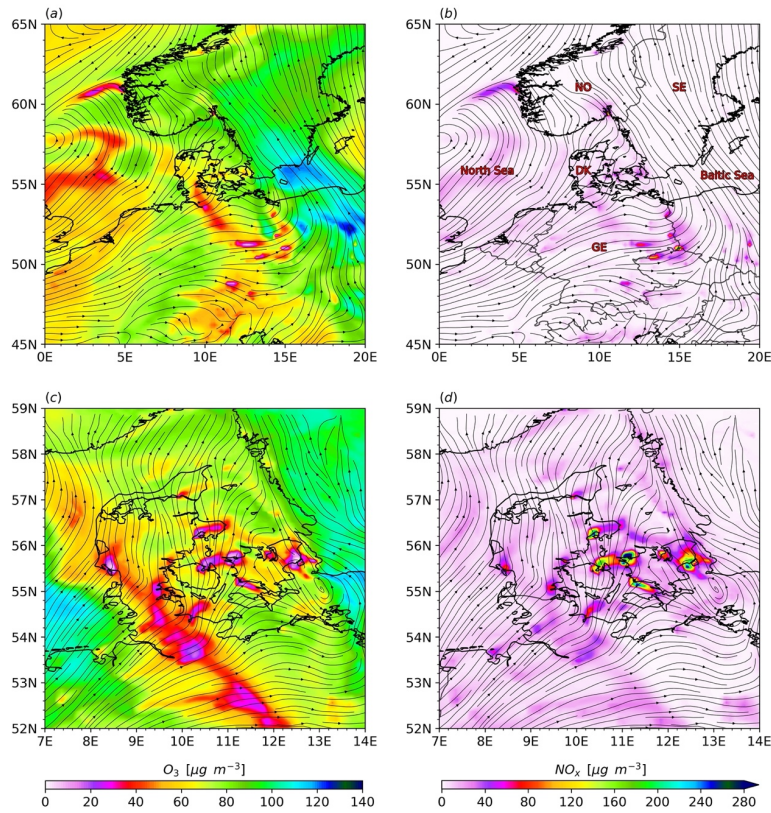 (a)
65N
60N
55N
50N
45N
0E 5E 10E 15E 20E
(b)
65N
60N
55N
50N
45N
NO SE
North Sea DK Baltic Sea
GE
0E 5E 10E 15E 20E
(c)
59N
58N
57N
56N
55N
54N
53N
52N
7E 8E 9E 10E 11E 12E 13E 14E
O₃ [μg m⁻³]
0 20 40 60 80 100 120 140
(d)
59N
58N
57N
56N
55N
54N
53N
52N
7E 8E 9E 10E 11E 12E 13E 14E
NOₓ [μg m⁻³]
0 40 80 120 160 200 240 280